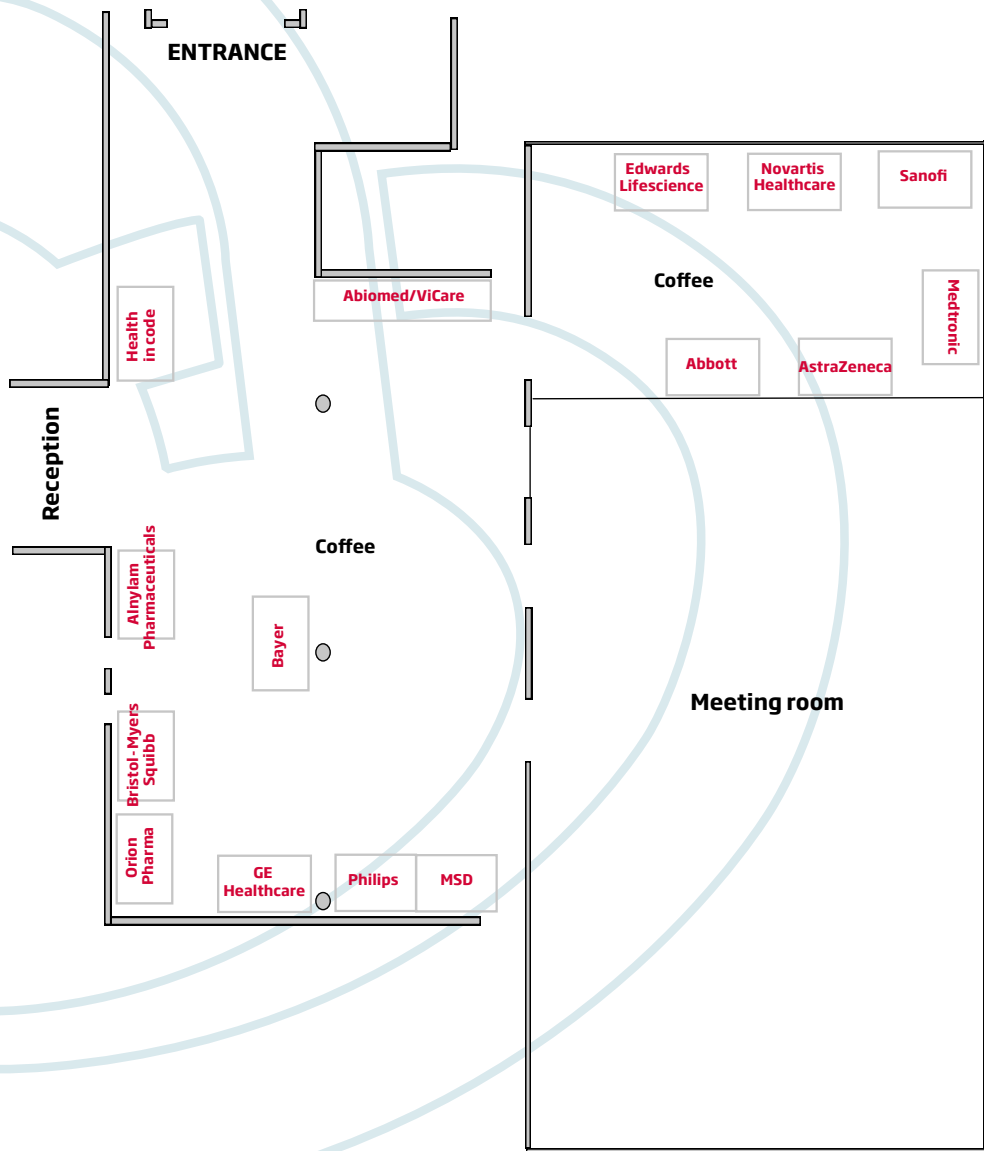 ENTRANCE
Edwards
Lifescience
Novartis
Healthcare
Sanofi
Coffee
Medtronic
Abiomed/ViCare
Health
in code
Abbott
AstraZeneca
Reception
Coffee
Alnylam
Pharmaceuticals
Bayer
Meeting room
Bristol-Myers
Squibb
Orion
Pharma
GE
Healthcare
Philips
MSD